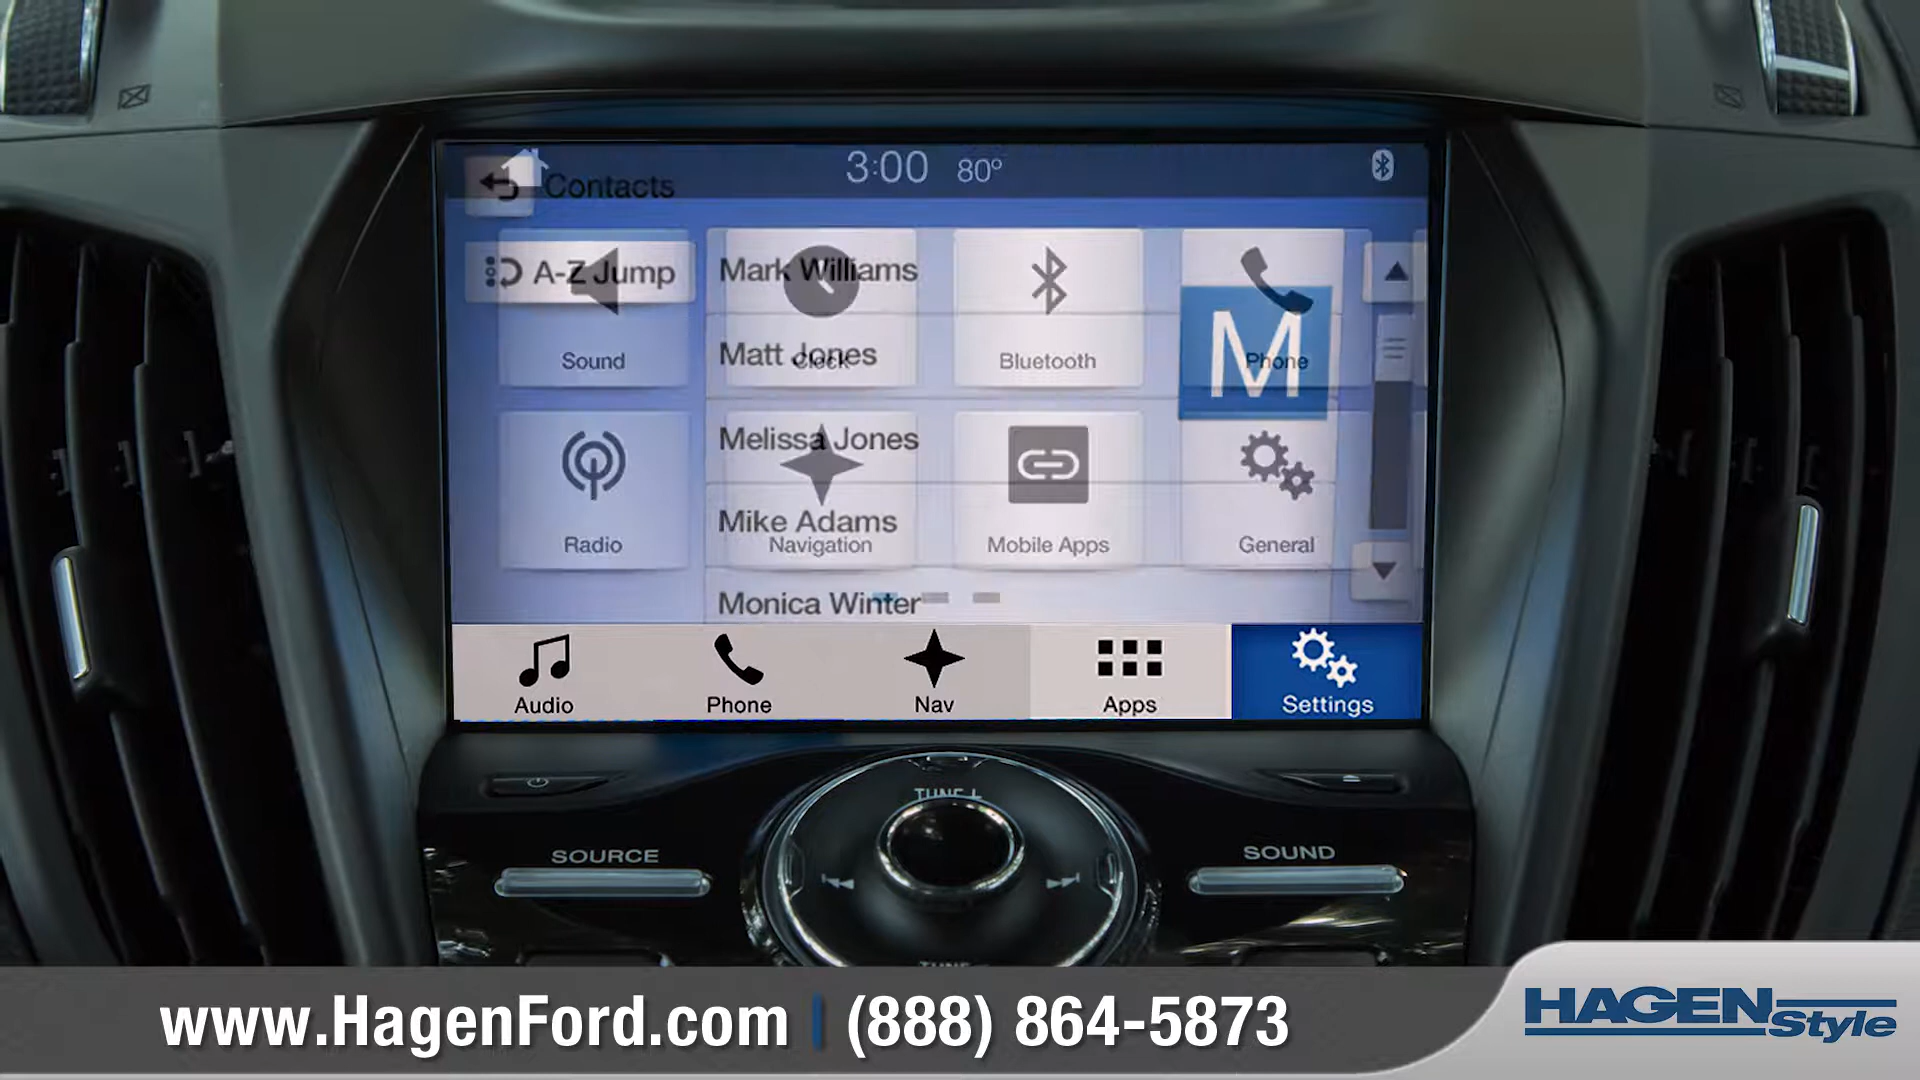 3:00 80°
Contacts
A-Z Jump
Mark Williams
M
Sound
Matt Jones
Clock
Bluetooth
Phone
Melissa Jones
Mike Adams
Radio
Navigation
Mobile Apps
General
Monica Winter
Audio
Phone
Nav
Apps
Settings
TUNE +
SOURCE
SOUND
TUNE
www.HagenFord.com | (888) 864-5873
HAGEN
Style